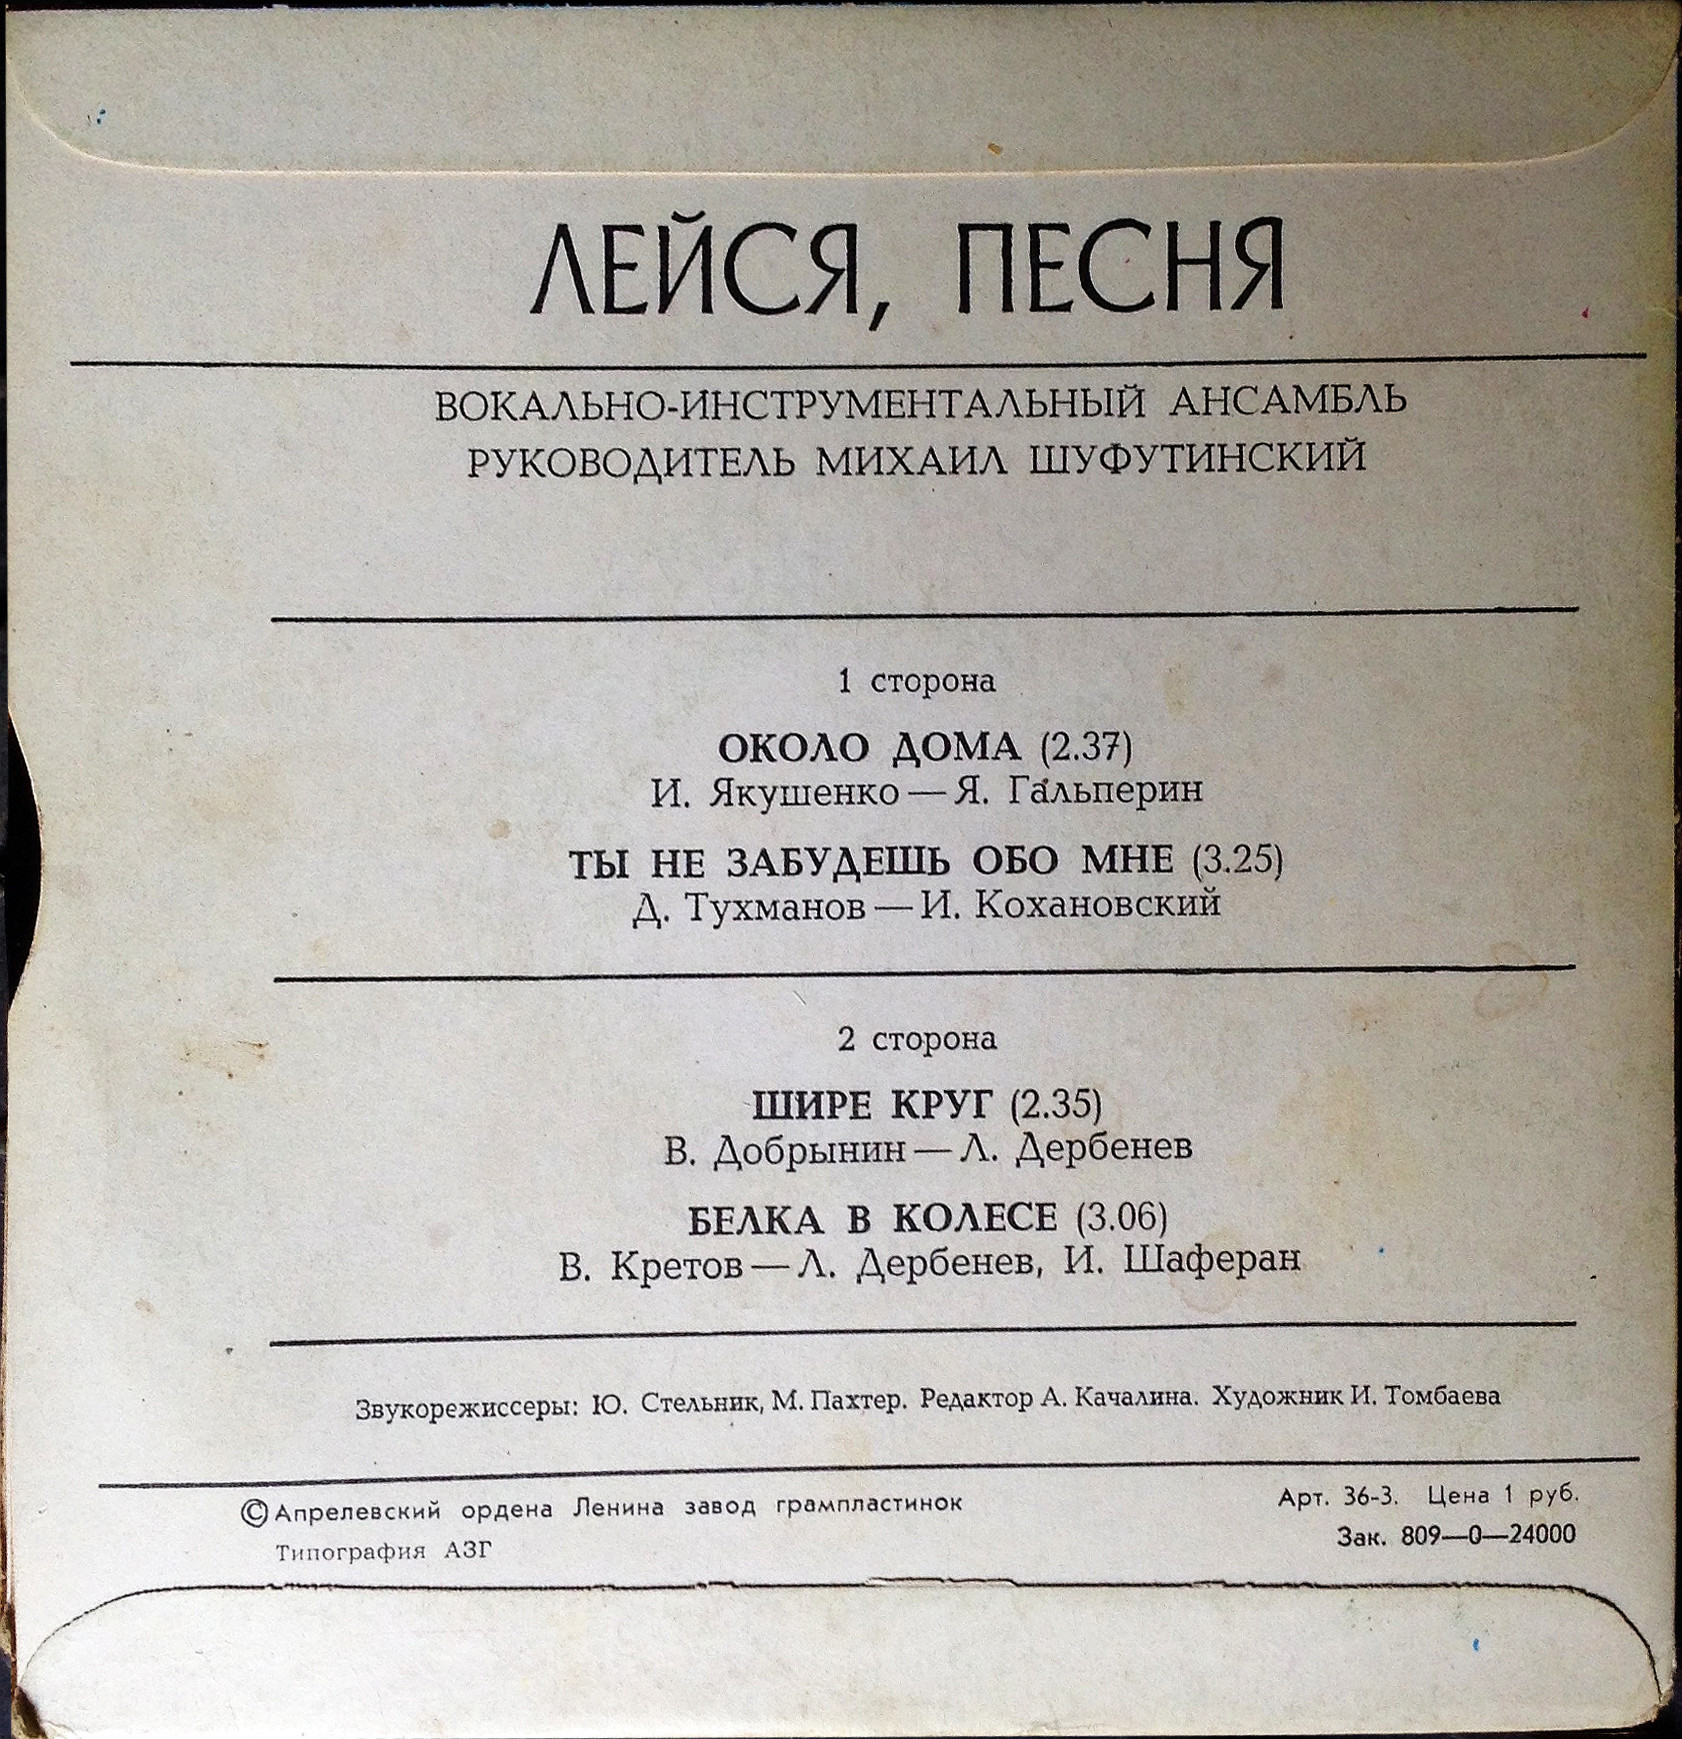 ЛЕЙСЯ, ПЕСНЯ
ВОКАЛЬНО-ИНСТРУМЕНТАЛЬНЫЙ АНСАМБЛЬ
РУКОВОДИТЕЛЬ МИХАИЛ ШУФУТИНСКИЙ
1 сторона
ОКОЛО ДОМА (2.37)
И. Якушенко — Я. Гальперин
ТЫ НЕ ЗАБУДЕШЬ ОБО МНЕ (3.25)
Д. Тухманов — И. Кохановский
2 сторона
ШИРЕ КРУГ (2.35)
В. Добрынин — Л. Дербенев
БЕЛКА В КОЛЕСЕ (3.06)
В. Кретов — Л. Дербенев, И. Шаферан
Звукорежиссеры: Ю. Стельник, М. Пахтер. Редактор А. Качалина. Художник И. Томбаева
© Апрелевский ордена Ленина завод грампластинок
Типография АЗГ
Арт. 36-3. Цена 1 руб.
Зак. 809—0—24000